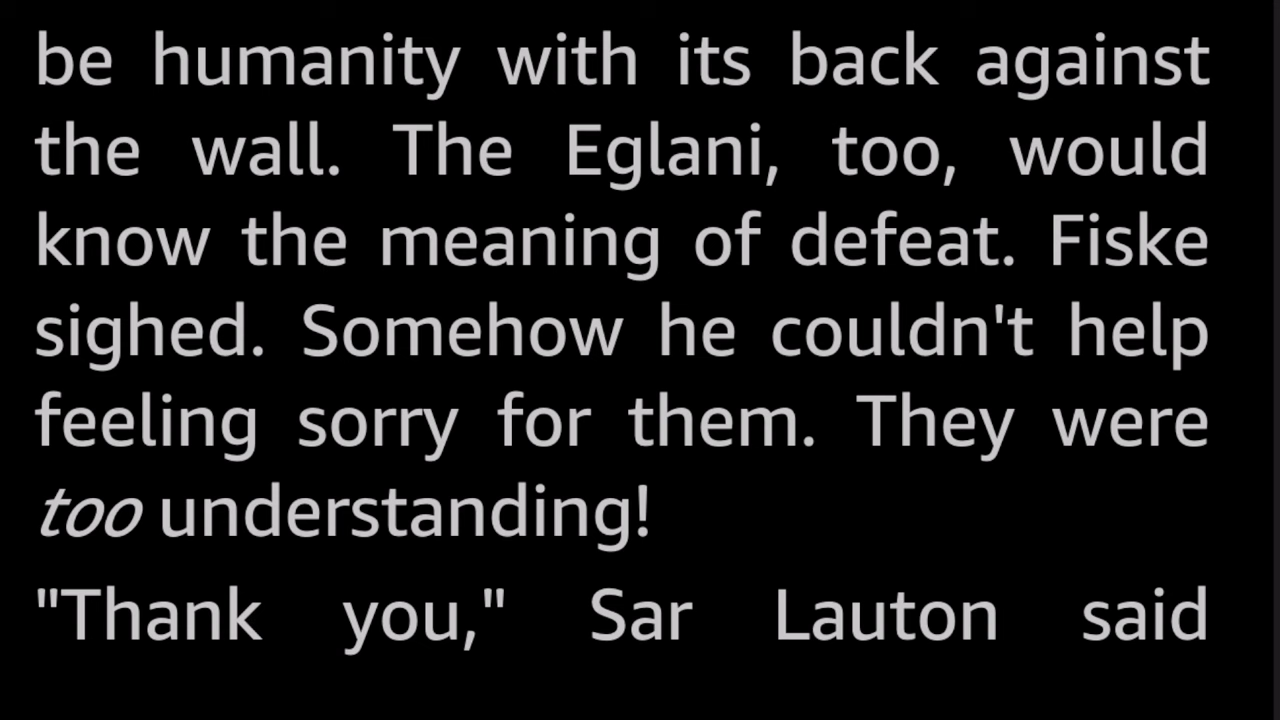 be humanity with its back against
the wall. The Eglani, too, would
know the meaning of defeat. Fiske
sighed. Somehow he couldn't help
feeling sorry for them. They were
too understanding!
"Thank you," Sar Lauton said